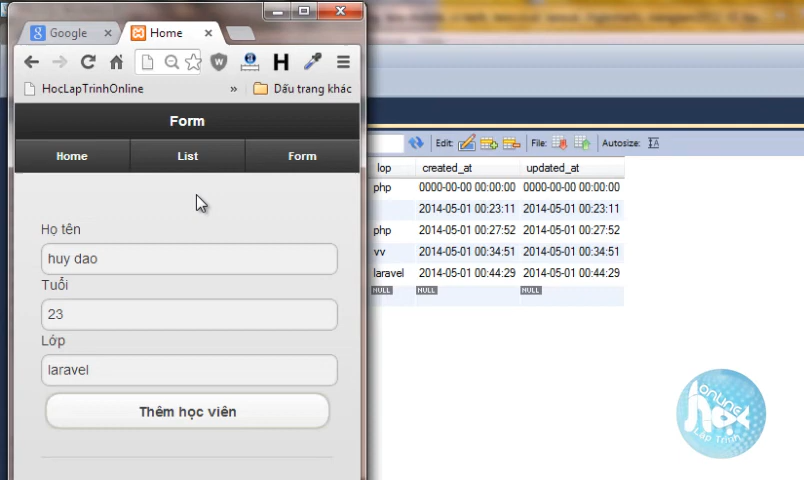 Google
Home
HocLapTrinhOnline
»
Dấu trang khác
Form
Home
List
Form
Họ tên
huy dao
Tuổi
23
Lớp
laravel
Thêm học viên
Edit:
File:
Autosize:
lop
created_at
updated_at
php
0000-00-00 00:00:00
0000-00-00 00:00:00
2014-05-01 00:23:11
2014-05-01 00:23:11
php
2014-05-01 00:27:52
2014-05-01 00:27:52
vv
2014-05-01 00:34:51
2014-05-01 00:34:51
laravel
2014-05-01 00:44:29
2014-05-01 00:44:29
NULL
NULL
NULL
online
học
Lập Trình